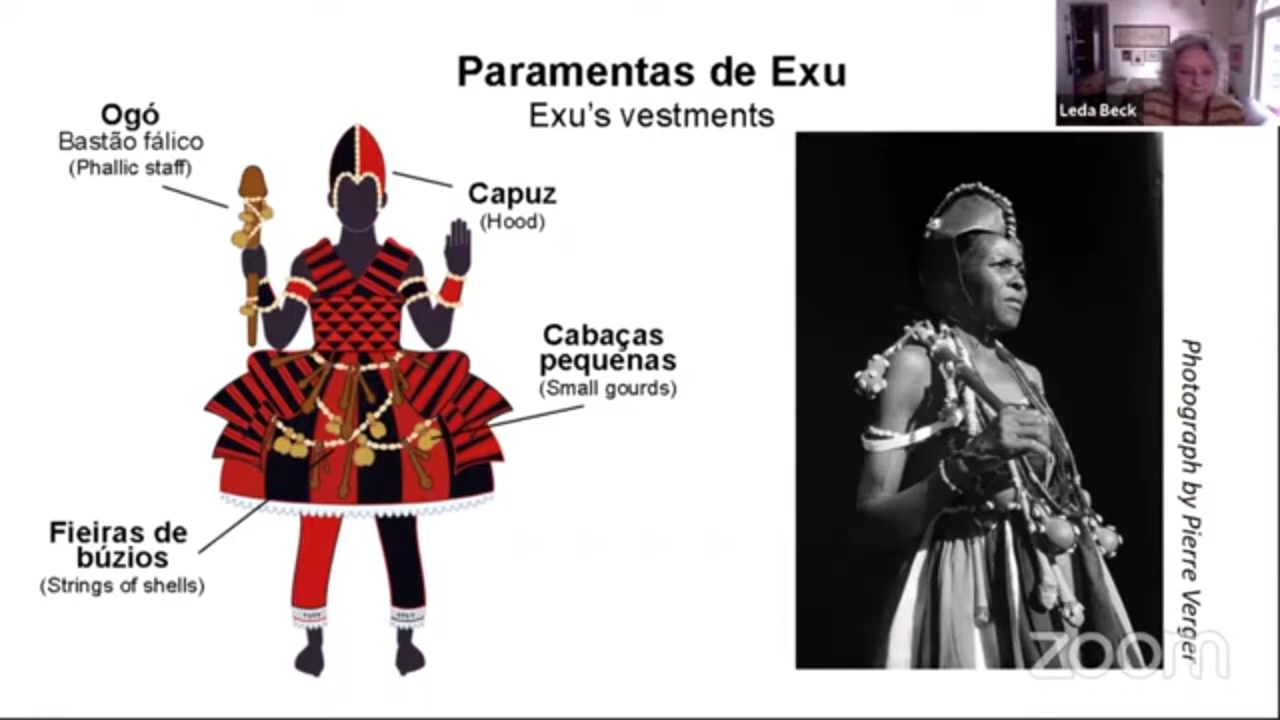 Paramentas de Exu
Exu's vestments
Leda Beck
Ogó
Bastão fálico
(Phallic staff)
Capuz
(Hood)
Cabaças
pequenas
(Small gourds)
Fieiras de
búzios
(Strings of shells)
Photograph by Pierre Verger
zoom